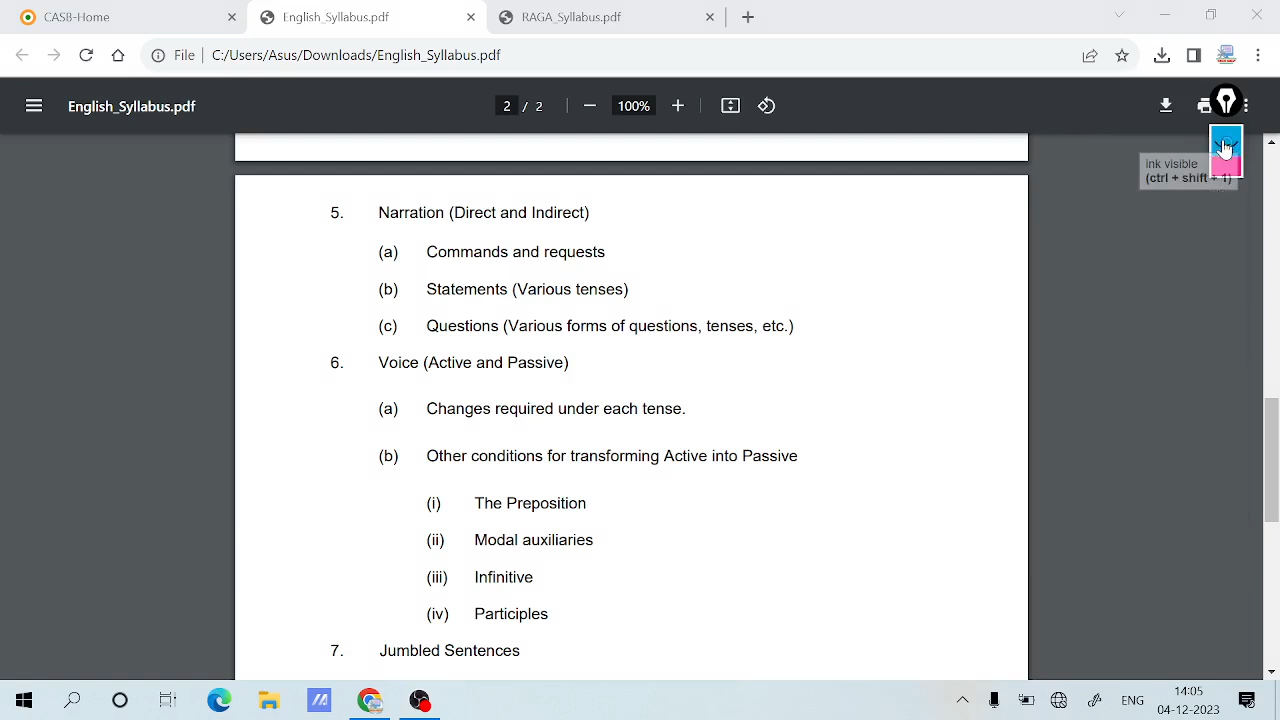 CASB-Home
English_Syllabus.pdf
RAGA_Syllabus.pdf
File
C:/Users/Asus/Downloads/English_Syllabus.pdf
English_Syllabus.pdf
2 / 2
100%
Ink visible
(ctrl + shift + 1)
5. Narration (Direct and Indirect)
(a) Commands and requests
(b) Statements (Various tenses)
(c) Questions (Various forms of questions, tenses, etc.)
6. Voice (Active and Passive)
(a) Changes required under each tense.
(b) Other conditions for transforming Active into Passive
(i) The Preposition
(ii) Modal auxiliaries
(iii) Infinitive
(iv) Participles
7. Jumbled Sentences
ENG
14:05
04-12-2023